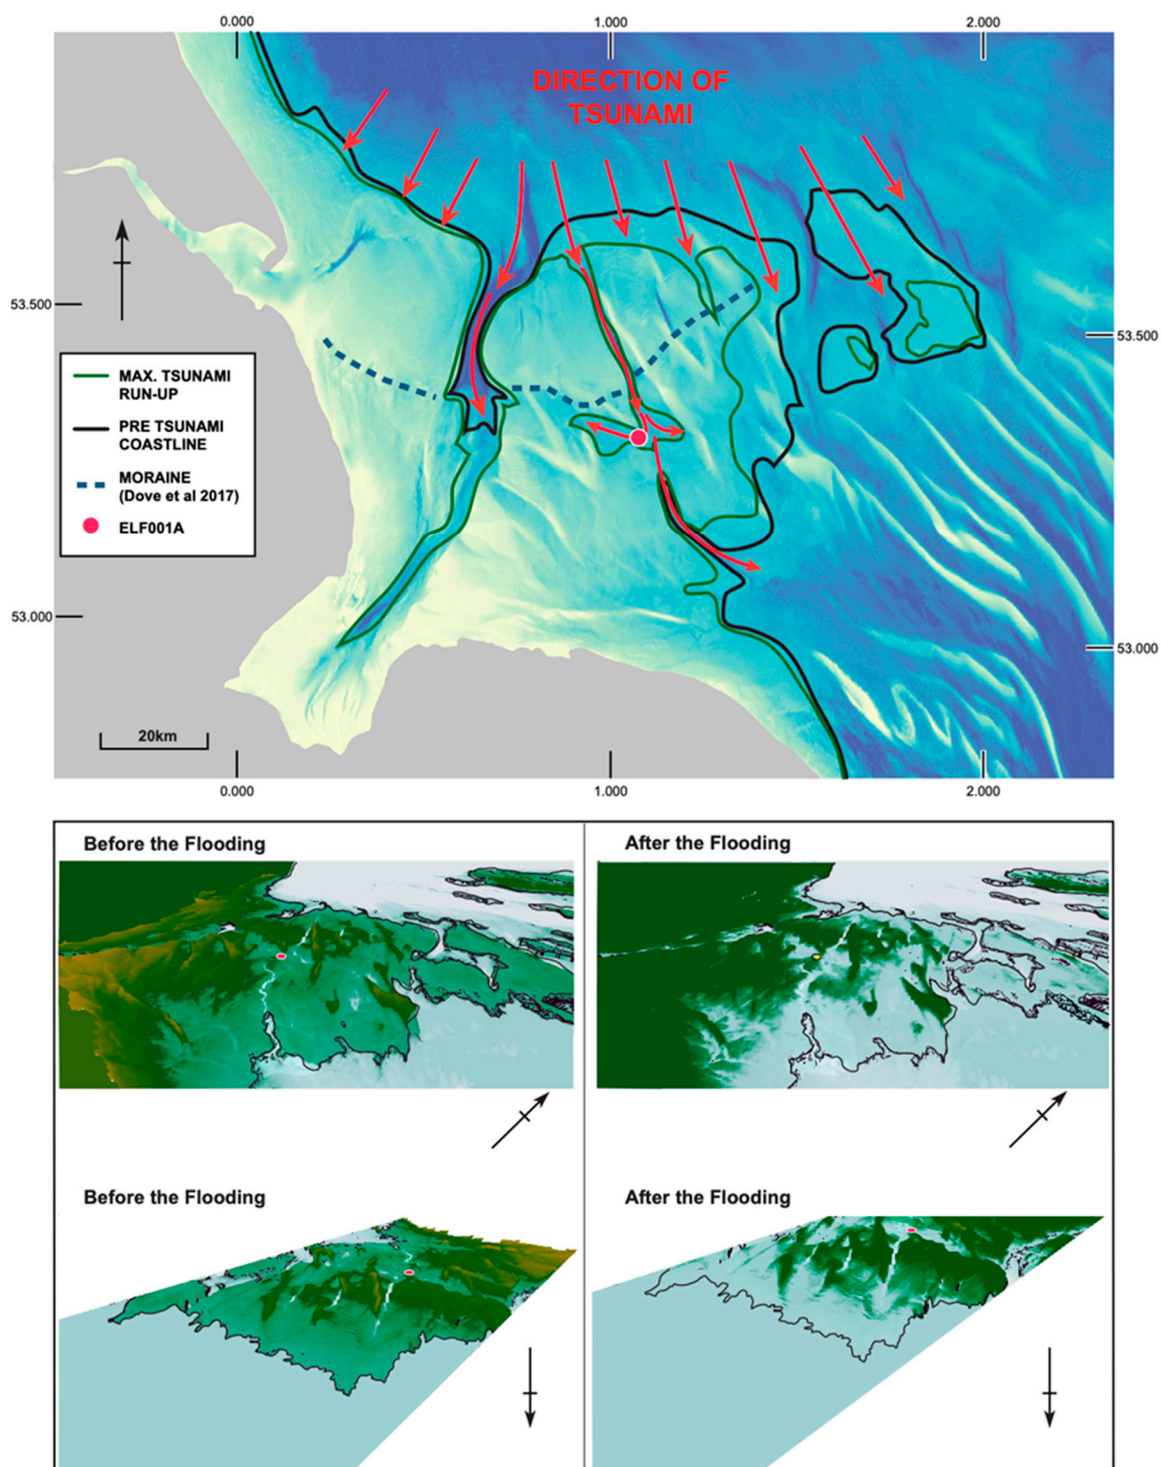 0.000 1.000 2.000
DIRECTION OF
TSUNAMI
53.500
53.500
MAX. TSUNAMI
RUN-UP
PRE TSUNAMI
COASTLINE
MORAINE
(Dove et al 2017)
ELF001A
53.000
53.000
20km
0.000 1.000 2.000
Before the Flooding
After the Flooding
Before the Flooding
After the Flooding